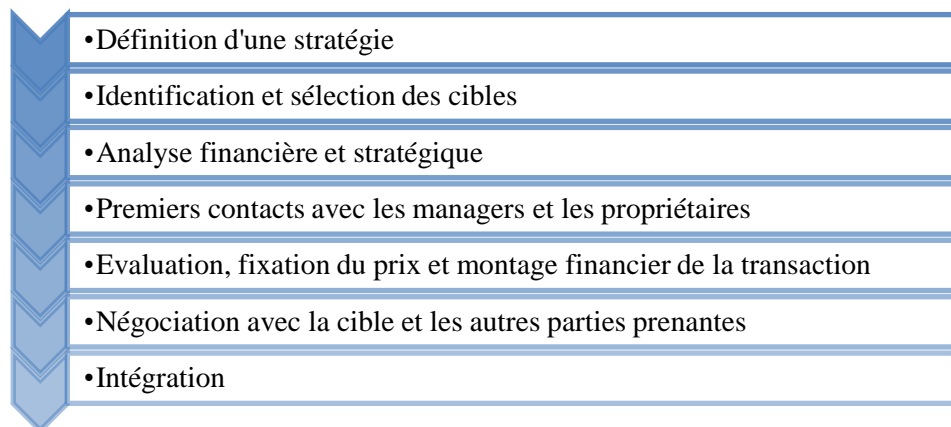 •Définition d'une stratégie
•Identification et sélection des cibles
•Analyse financière et stratégique
•Premiers contacts avec les managers et les propriétaires
•Evaluation, fixation du prix et montage financier de la transaction
•Négociation avec la cible et les autres parties prenantes
•Intégration